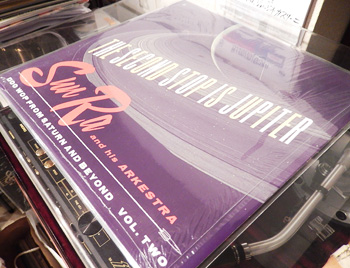 THE SECOND STOP IS JUPITER
Sun Ra
and his ARKESTRA
DOO WOP FROM SATURN AND BEYOND VOL. TWO